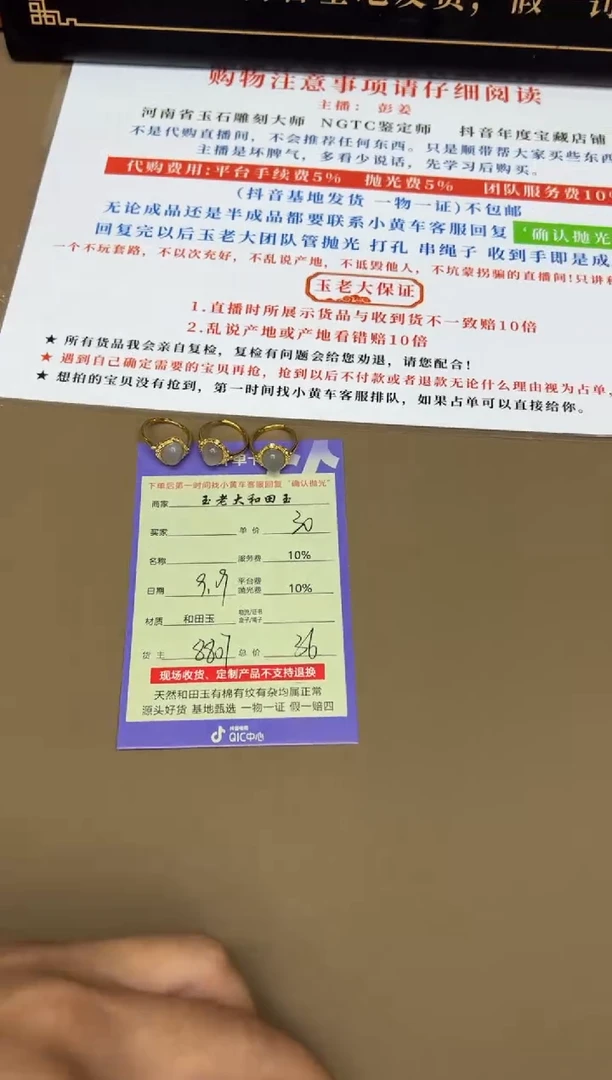 购物注意事项请仔细阅读
主播：彭姜
河南省玉石雕刻大师 NGTC鉴定师 抖音年度宝藏店铺
不是代购直播间，不会推荐任何东西。只是顺带帮大家买些东西
主播是坏脾气，多看少说话，先学习后购买。
代购费用:平台手续费5% 抛光费5% 团队服务费10%
(抖音基地发货 一物一证)不包邮
无论成品还是半成品都要联系小黄车客服回复 '确认抛光
回复完以后玉老大团队管抛光 打孔 串绳子 收到手即是成
一个不玩套路，不以次充好，不乱说产地，不诋毁他人，不坑蒙拐骗的直播间!只讲
玉老大保证
1.直播时所展示货品与收到货不一致赔10倍
2.乱说产地或产地看错赔10倍
★ 所有货品我会亲自复检，复检有问题会给您劝退，请您配合!
★ 遇到自己确定需要的宝贝再抢，抢到以后不付款或者退款无论什么理由视为占单，
★ 想拍的宝贝没有抢到，第一时间找小黄车客服排队，如果占单可以直接给你。
下单后第一时间找小黄车客服回复"确认抛光"
商家 玉老大和田玉
买家 单价 30
名称 服务费 10%
日期 9.9 平台费 抛光费 10%
材质 和田玉
货主 8807 总价 36
现场收货、定制产品不支持退换
天然和田玉有棉有纹有杂均属正常
源头好货 基地甄选 一物一证 假一赔四
抖音电商
QIC中心